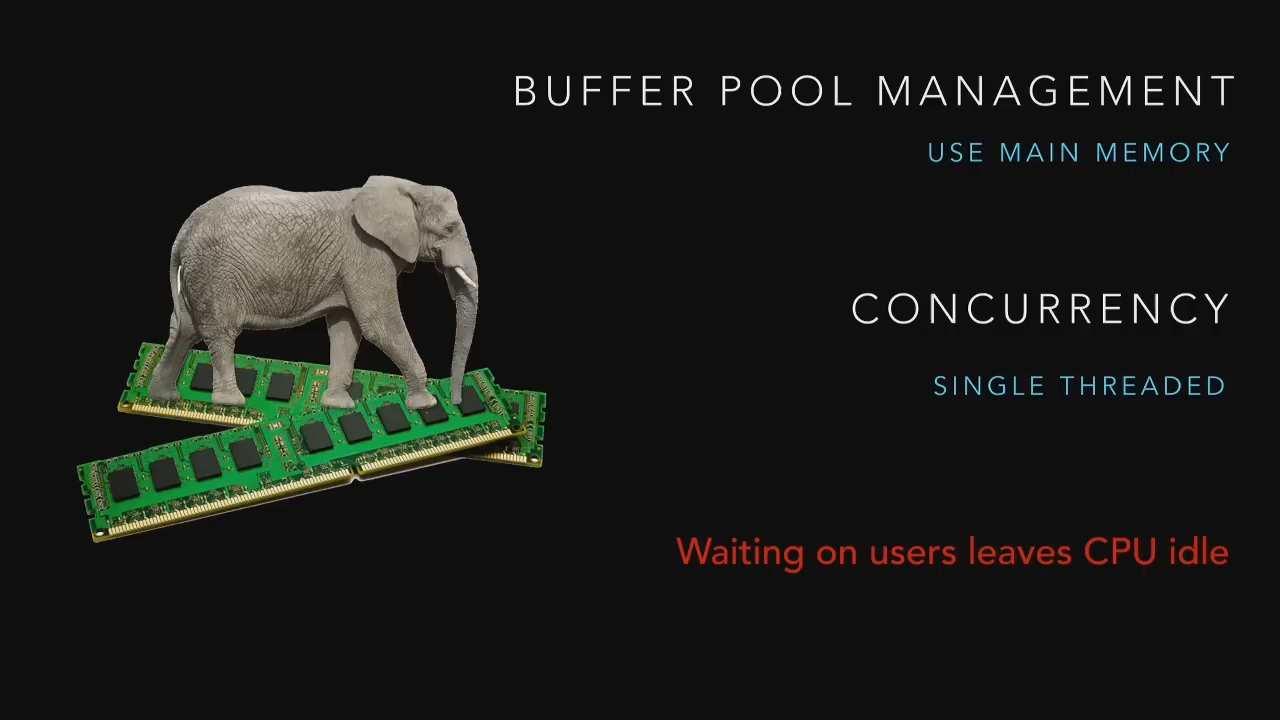 BUFFER POOL MANAGEMENT
USE MAIN MEMORY
CONCURRENCY
SINGLE THREADED
Waiting on users leaves CPU idle